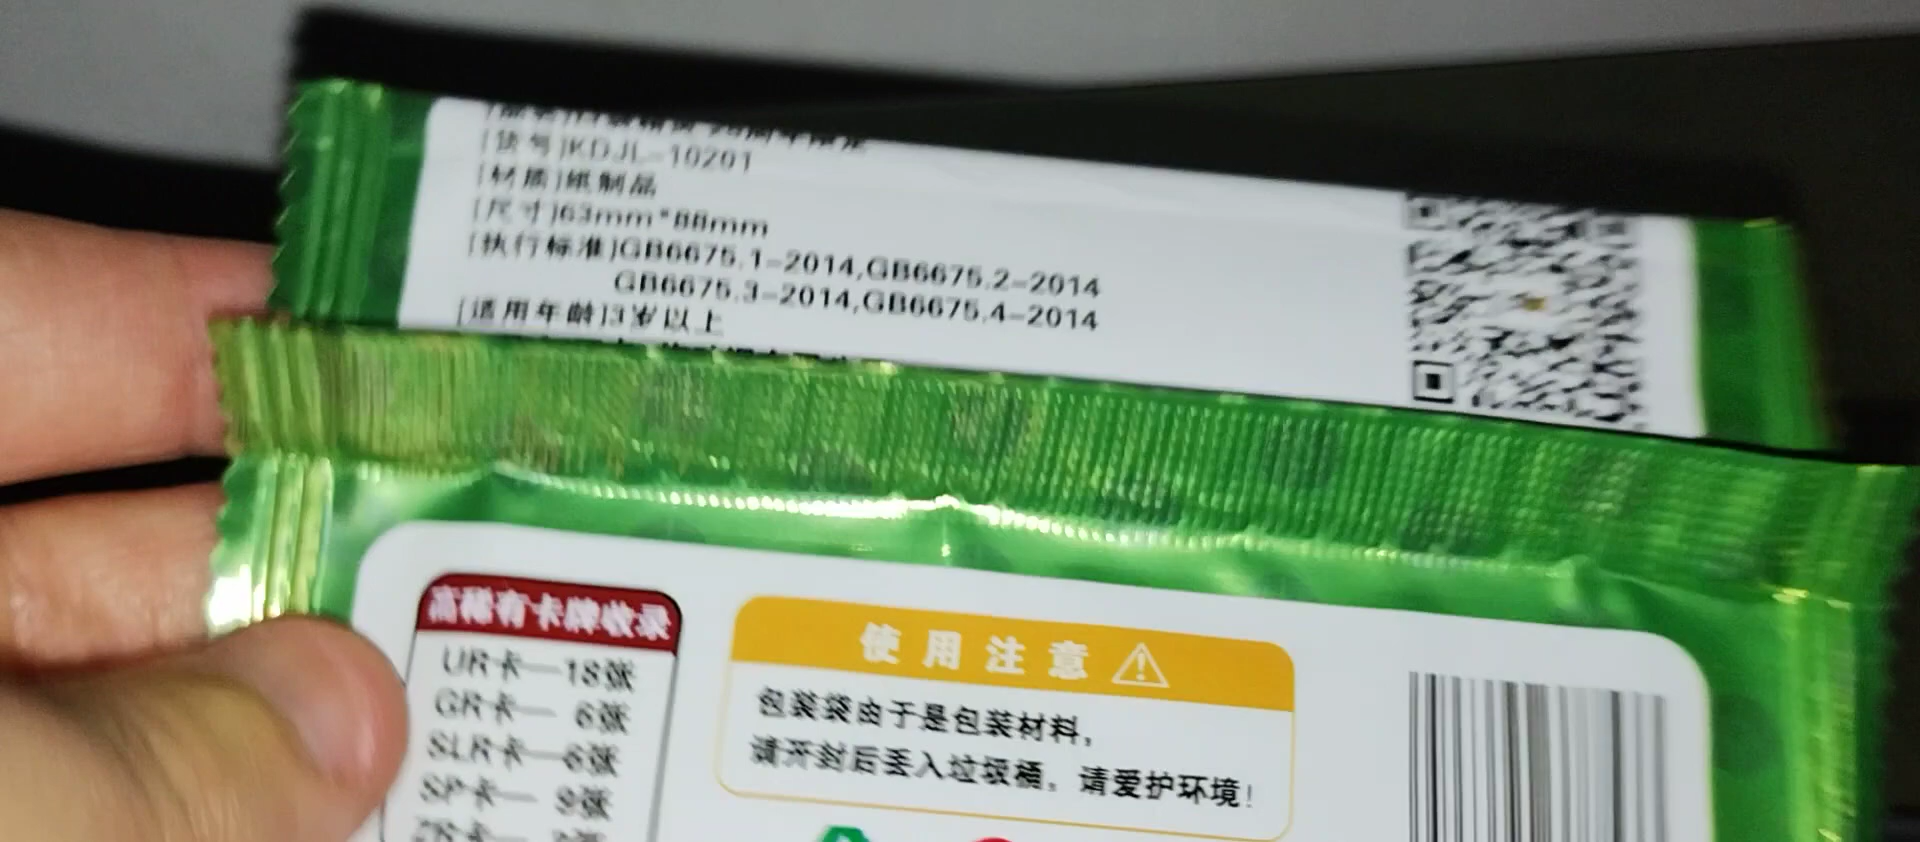 [货号]KDJL-10201
[材质]纸制品
[尺寸]63mm*88mm
[执行标准]GB6675.1-2014,GB6675.2-2014
GB6675.3-2014,GB6675.4-2014
[适用年龄]3岁以上
高稀有卡牌收录
UR卡—18张
GR卡— 6张
SLR卡—6张
SP卡— 9张
使用注意
包装袋由于是包装材料，
请开封后丢入垃圾桶，请爱护环境！